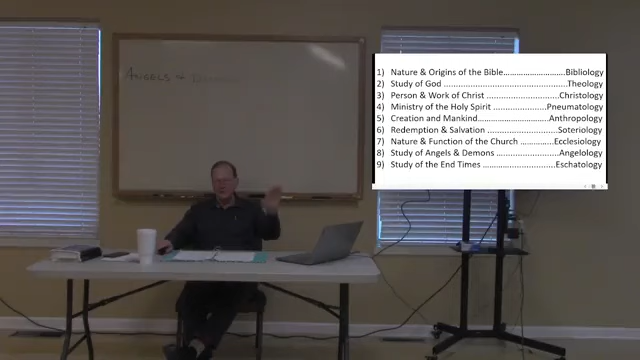 ANGELS & DEMONS
1) Nature & Origins of the Bible............................Bibliology
2) Study of God ......................................................Theology
3) Person & Work of Christ ................................Christology
4) Ministry of the Holy Spirit .......................Pneumatology
5) Creation and Mankind...............................Anthropology
6) Redemption & Salvation ..............................Soteriology
7) Nature & Function of the Church ..............Ecclesiology
8) Study of Angels & Demons ..........................Angelology
9) Study of the End Times ................................Eschatology